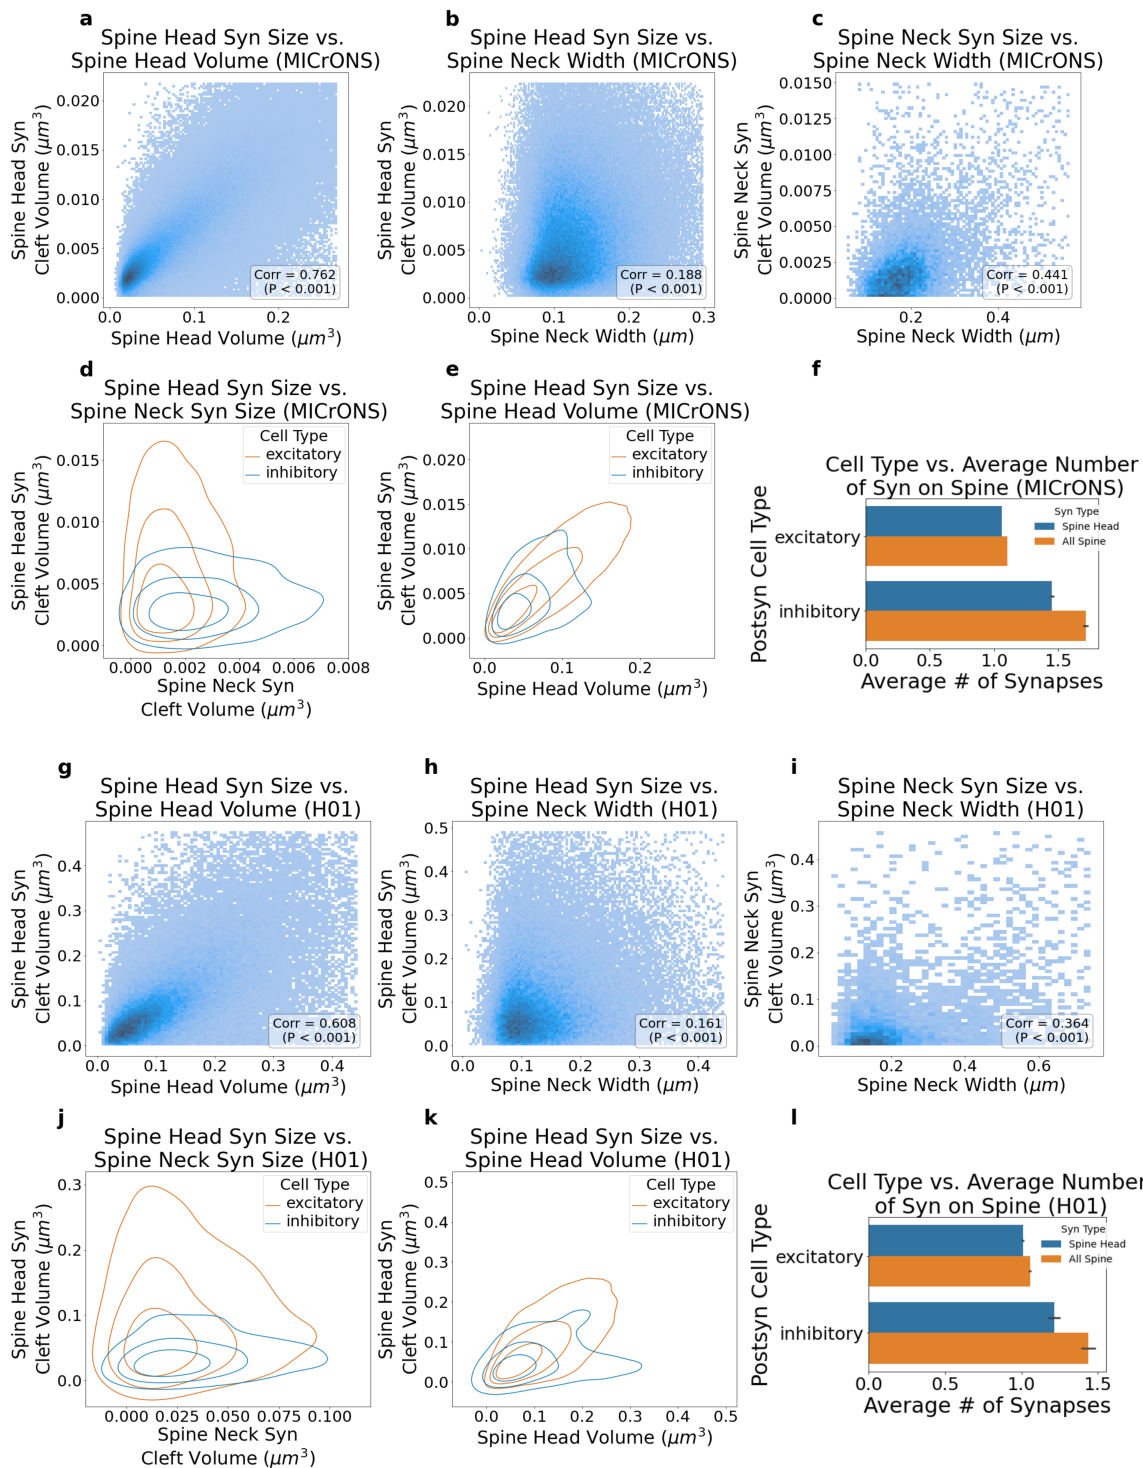 a
Spine Head Syn Size vs.
Spine Head Volume (MICrONS)
Spine Head Syn
Cleft Volume (μm³)
0.020
0.015
0.010
0.005
0.000
Corr = 0.762
(P < 0.001)
0.0 0.1 0.2
Spine Head Volume (μm³)
b
Spine Head Syn Size vs.
Spine Neck Width (MICrONS)
Spine Head Syn
Cleft Volume (μm³)
0.020
0.015
0.010
0.005
0.000
Corr = 0.188
(P < 0.001)
0.0 0.1 0.2 0.3
Spine Neck Width (μm)
c
Spine Neck Syn Size vs.
Spine Neck Width (MICrONS)
Spine Neck Syn
Cleft Volume (μm³)
0.0150
0.0125
0.0100
0.0075
0.0050
0.0025
0.0000
Corr = 0.441
(P < 0.001)
0.2 0.4
Spine Neck Width (μm)
d
Spine Head Syn Size vs.
Spine Neck Syn Size (MICrONS)
Spine Head Syn
Cleft Volume (μm³)
0.015
0.010
0.005
0.000
Cell Type
excitatory
inhibitory
0.000 0.002 0.004 0.006 0.008
Spine Neck Syn
Cleft Volume (μm³)
e
Spine Head Syn Size vs.
Spine Head Volume (MICrONS)
Spine Head Syn
Cleft Volume (μm³)
0.020
0.015
0.010
0.005
0.000
Cell Type
excitatory
inhibitory
0.0 0.1 0.2
Spine Head Volume (μm³)
f
Cell Type vs. Average Number
of Syn on Spine (MICrONS)
Postsyn Cell Type
excitatory
inhibitory
Syn Type
Spine Head
All Spine
0.0 0.5 1.0 1.5
Average # of Synapses
g
Spine Head Syn Size vs.
Spine Head Volume (H01)
Spine Head Syn
Cleft Volume (μm³)
0.4
0.3
0.2
0.1
0.0
Corr = 0.608
(P < 0.001)
0.0 0.1 0.2 0.3 0.4
Spine Head Volume (μm³)
h
Spine Head Syn Size vs.
Spine Neck Width (H01)
Spine Head Syn
Cleft Volume (μm³)
0.5
0.4
0.3
0.2
0.1
0.0
Corr = 0.161
(P < 0.001)
0.0 0.1 0.2 0.3 0.4
Spine Neck Width (μm)
i
Spine Neck Syn Size vs.
Spine Neck Width (H01)
Spine Neck Syn
Cleft Volume (μm³)
0.4
0.3
0.2
0.1
0.0
Corr = 0.364
(P < 0.001)
0.2 0.4 0.6
Spine Neck Width (μm)
j
Spine Head Syn Size vs.
Spine Neck Syn Size (H01)
Spine Head Syn
Cleft Volume (μm³)
0.3
0.2
0.1
0.0
Cell Type
excitatory
inhibitory
0.000 0.025 0.050 0.075 0.100
Spine Neck Syn
Cleft Volume (μm³)
k
Spine Head Syn Size vs.
Spine Head Volume (H01)
Spine Head Syn
Cleft Volume (μm³)
0.5
0.4
0.3
0.2
0.1
0.0
Cell Type
excitatory
inhibitory
0.0 0.1 0.2 0.3 0.4 0.5
Spine Head Volume (μm³)
l
Cell Type vs. Average Number
of Syn on Spine (H01)
Postsyn Cell Type
excitatory
inhibitory
Syn Type
Spine Head
All Spine
0.0 0.5 1.0 1.5
Average # of Synapses